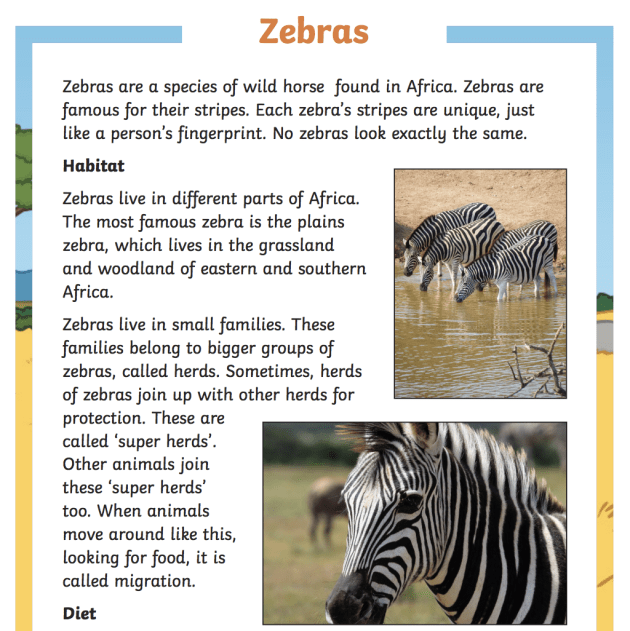 Zebras
Zebras are a species of wild horse  found in Africa. Zebras are
famous for their stripes. Each zebra's stripes are unique, just
like a person's fingerprint. No zebras look exactly the same.
Habitat
Zebras live in different parts of Africa.
The most famous zebra is the plains
zebra, which lives in the grassland
and woodland of eastern and southern
Africa.
Zebras live in small families. These
families belong to bigger groups of
zebras, called herds. Sometimes, herds
of zebras join up with other herds for
protection. These are
called ‘super herds’.
Other animals join
these ‘super herds’
too. When animals
move around like this,
looking for food, it is
called migration.
Diet